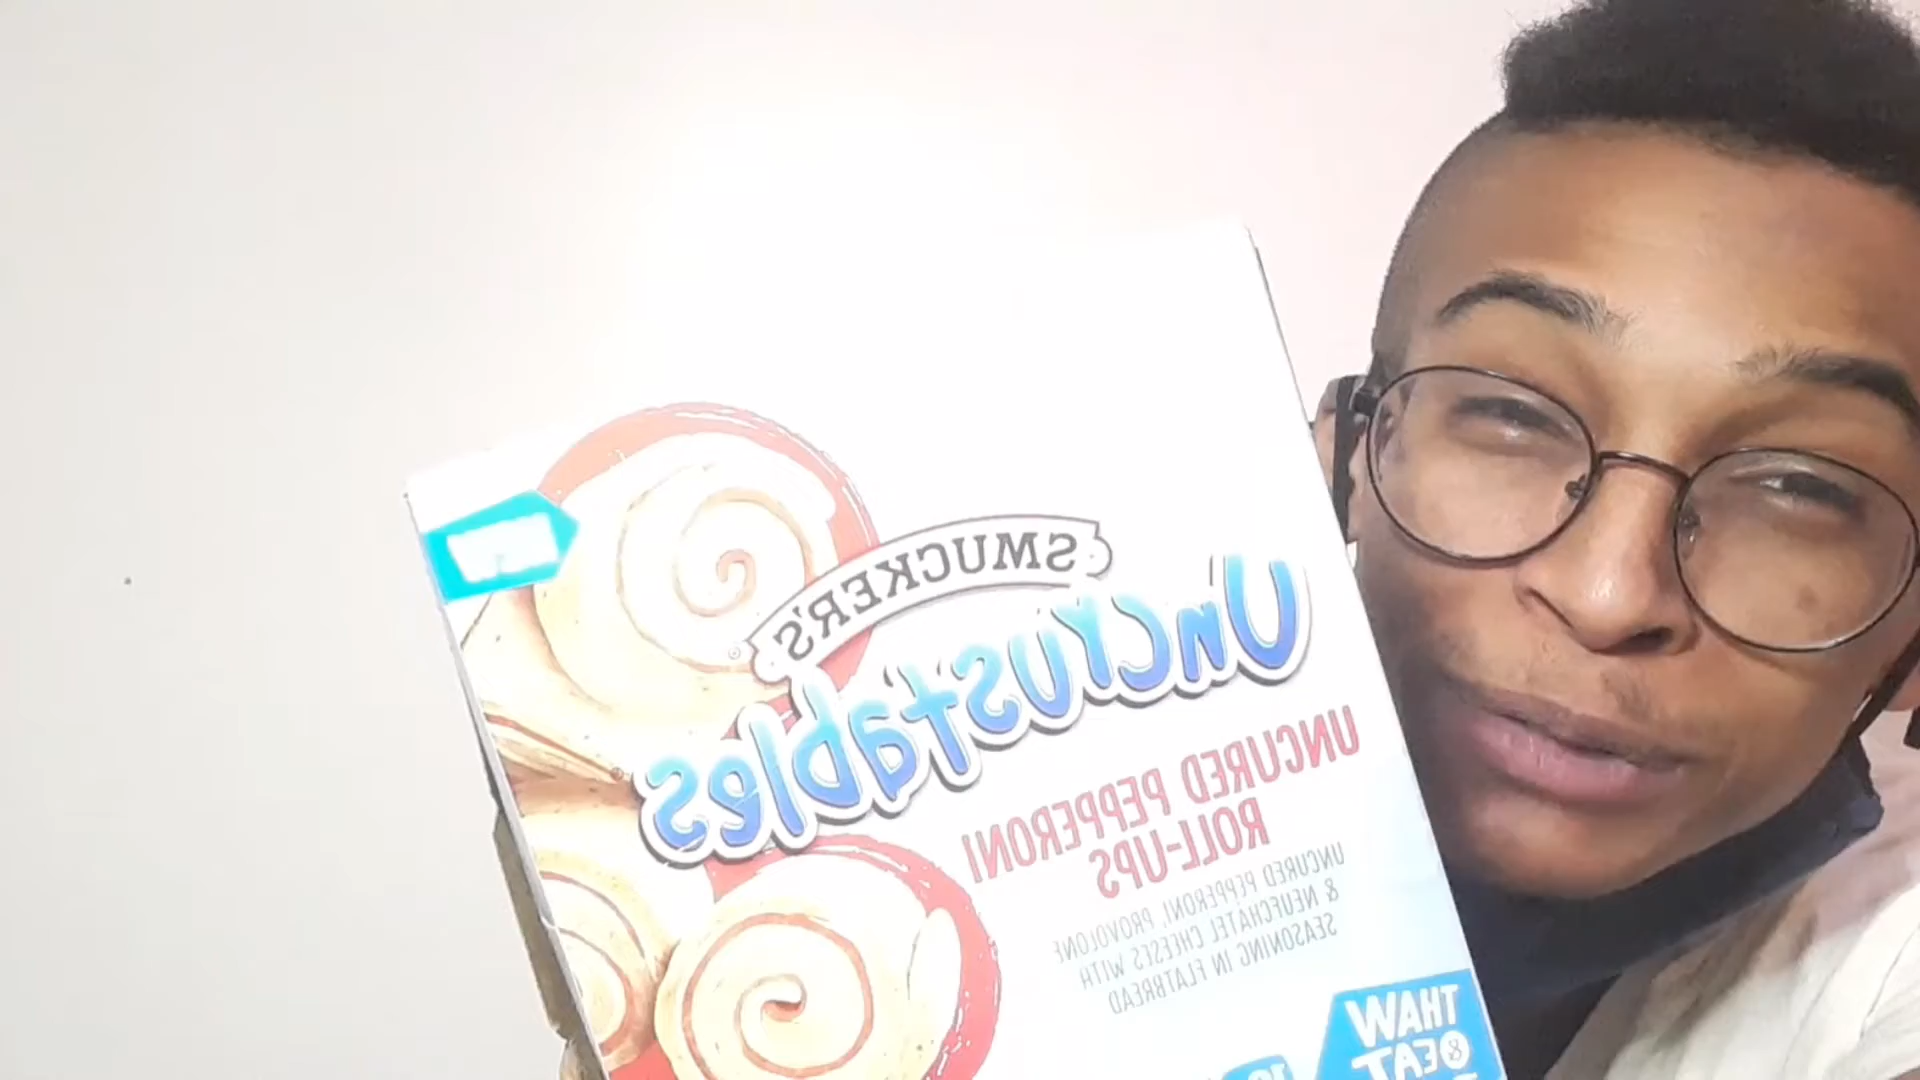 SMUCKER'S
Uncrustables
UNCURED PEPPERONI
ROLL-UPS
UNCURED PEPPERONI, PROVOLONE
& NEUFCHATEL CHEESES WITH
SEASONING IN FLATBREAD
THAW
& EAT